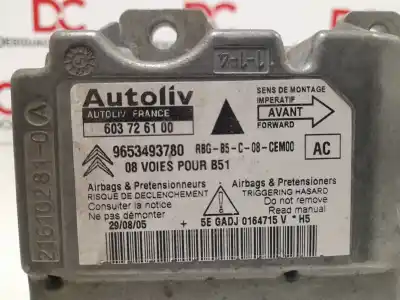 DC
DC
1-1-4
Autoliv
AUTOLIV FRANCE
603 72 61 00
SENS DE MONTAGE
IMPERATIF
AVANT
FORWARD
9653493780 RBG-B5-C-08-CEM00
08 VOIES POUR B51
AC
Airbags & Pretensionneurs
RISQUE DE DECLENCHEMENT
Consulter la notice
Ne pas démonter
29/08/05
Airbags & Pretensioners
TRIGGERING HASARD
Do not remove
Read manual
+ 5E GADJ 0164715 V * H5
21610281-0 A